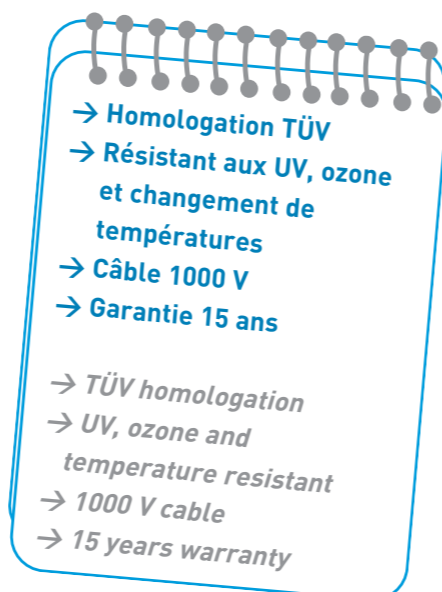 → Homologation TÜV
→ Résistant aux UV, ozone
et changement de
températures
→ Câble 1000 V
→ Garantie 15 ans
→ TÜV homologation
→ UV, ozone and
temperature resistant
→ 1000 V cable
→ 15 years warranty